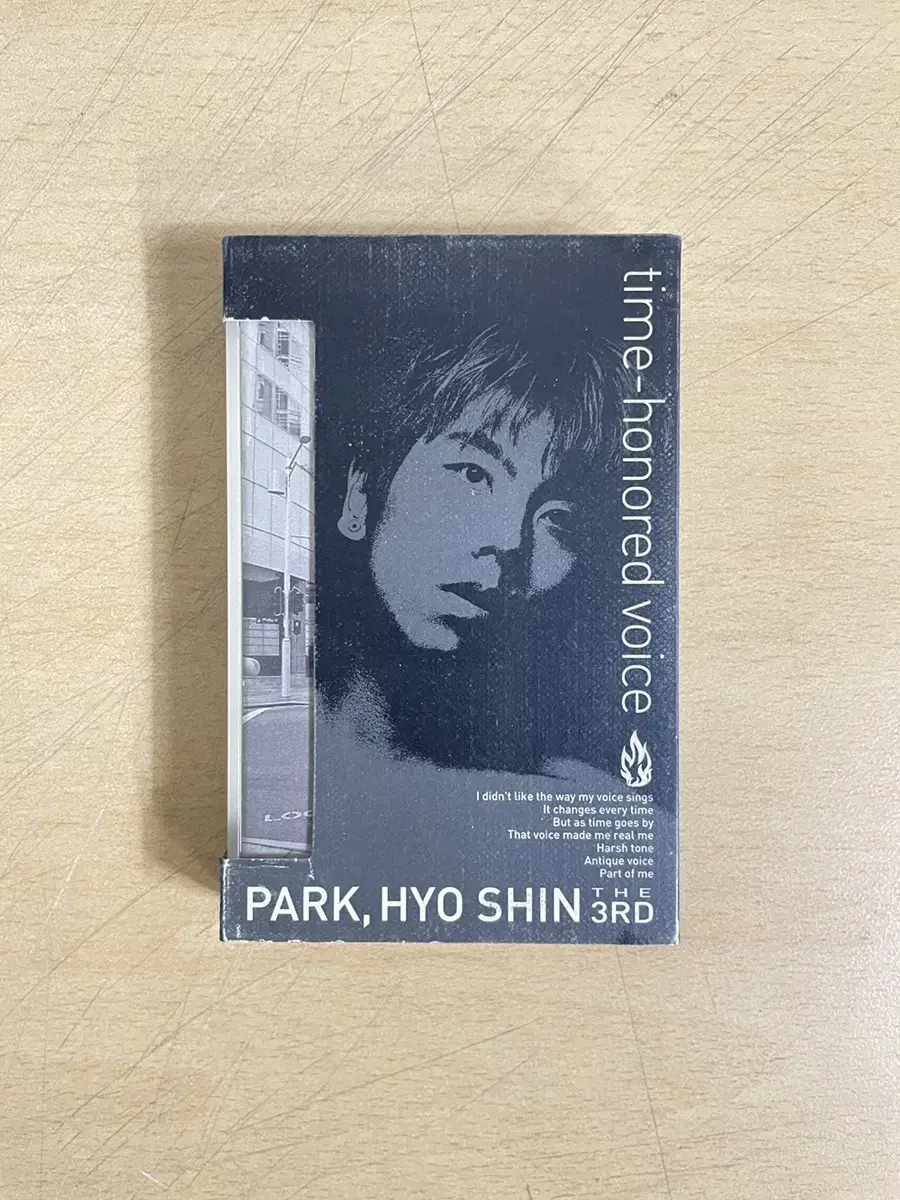 time-honored voice
I didn't like the way my voice sings
It changes every time
But as time goes by
That voice made me real me
Harsh tone
Antique voice
Part of me
PARK, HYO SHIN THE 3RD